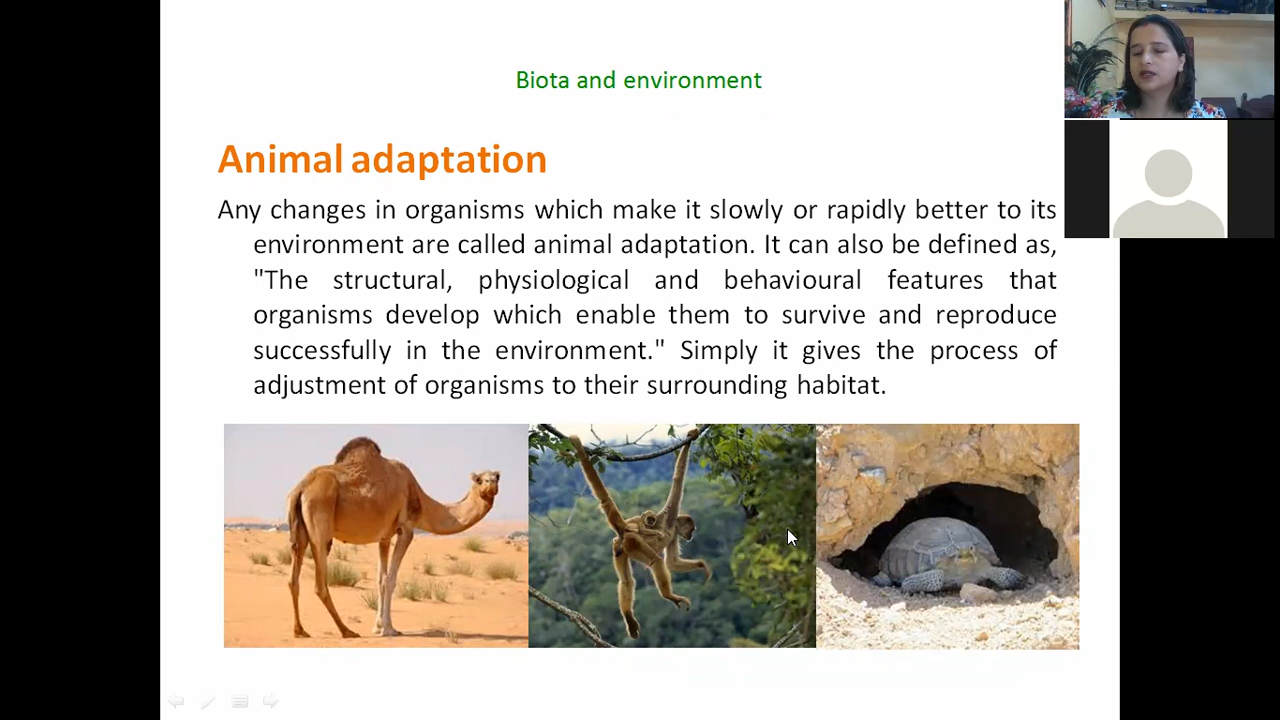 Biota and environment
Animal adaptation
Any changes in organisms which make it slowly or rapidly better to its
environment are called animal adaptation. It can also be defined as,
"The structural, physiological and behavioural features that
organisms develop which enable them to survive and reproduce
successfully in the environment." Simply it gives the process of
adjustment of organisms to their surrounding habitat.